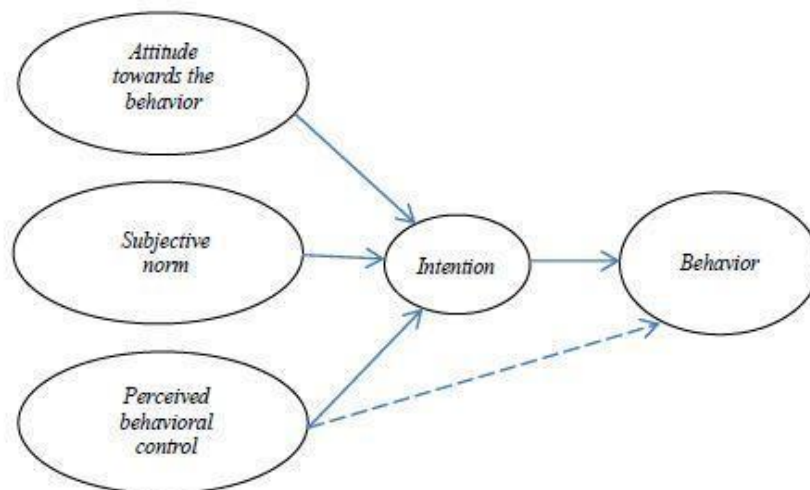 Attitude
towards the
behavior
Subjective
norm
Intention
Behavior
Perceived
behavioral
control